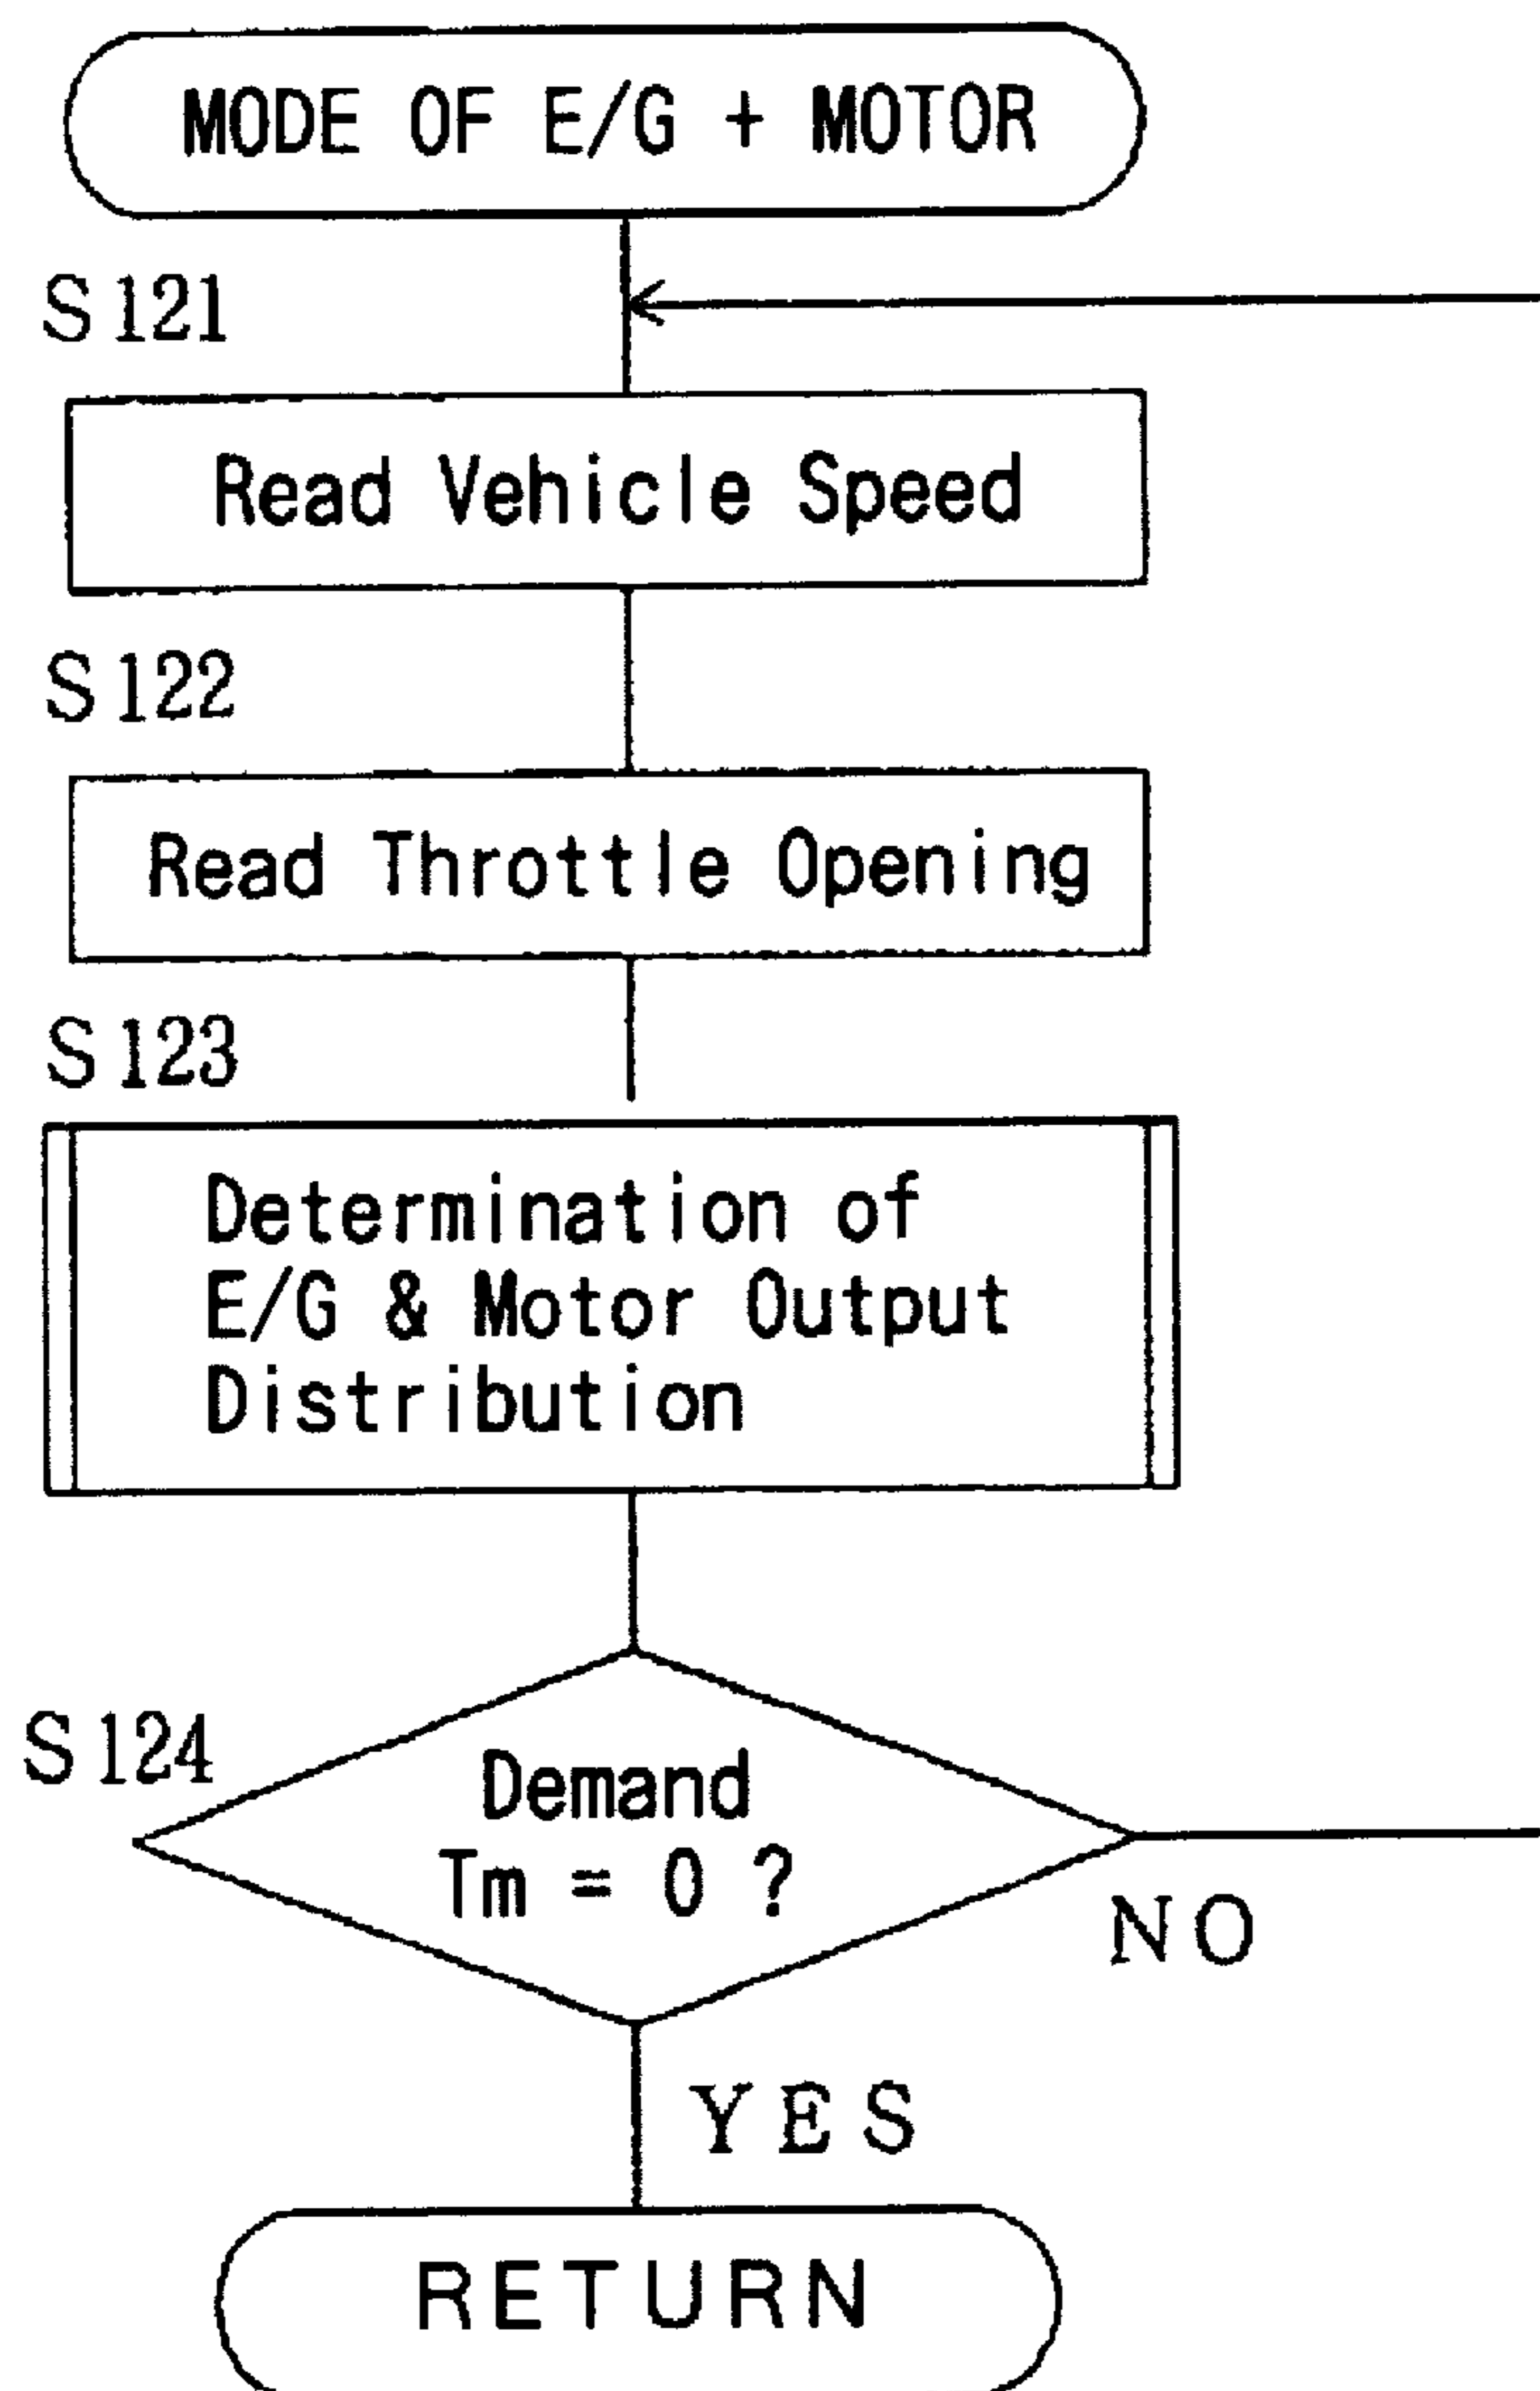 MODE OF E/G + MOTOR
S121
Read Vehicle Speed
S122
Read Throttle Opening
S123
Determination of
E/G & Motor Output
Distribution
S124
Demand
Tm = 0 ?
NO
YES
RETURN